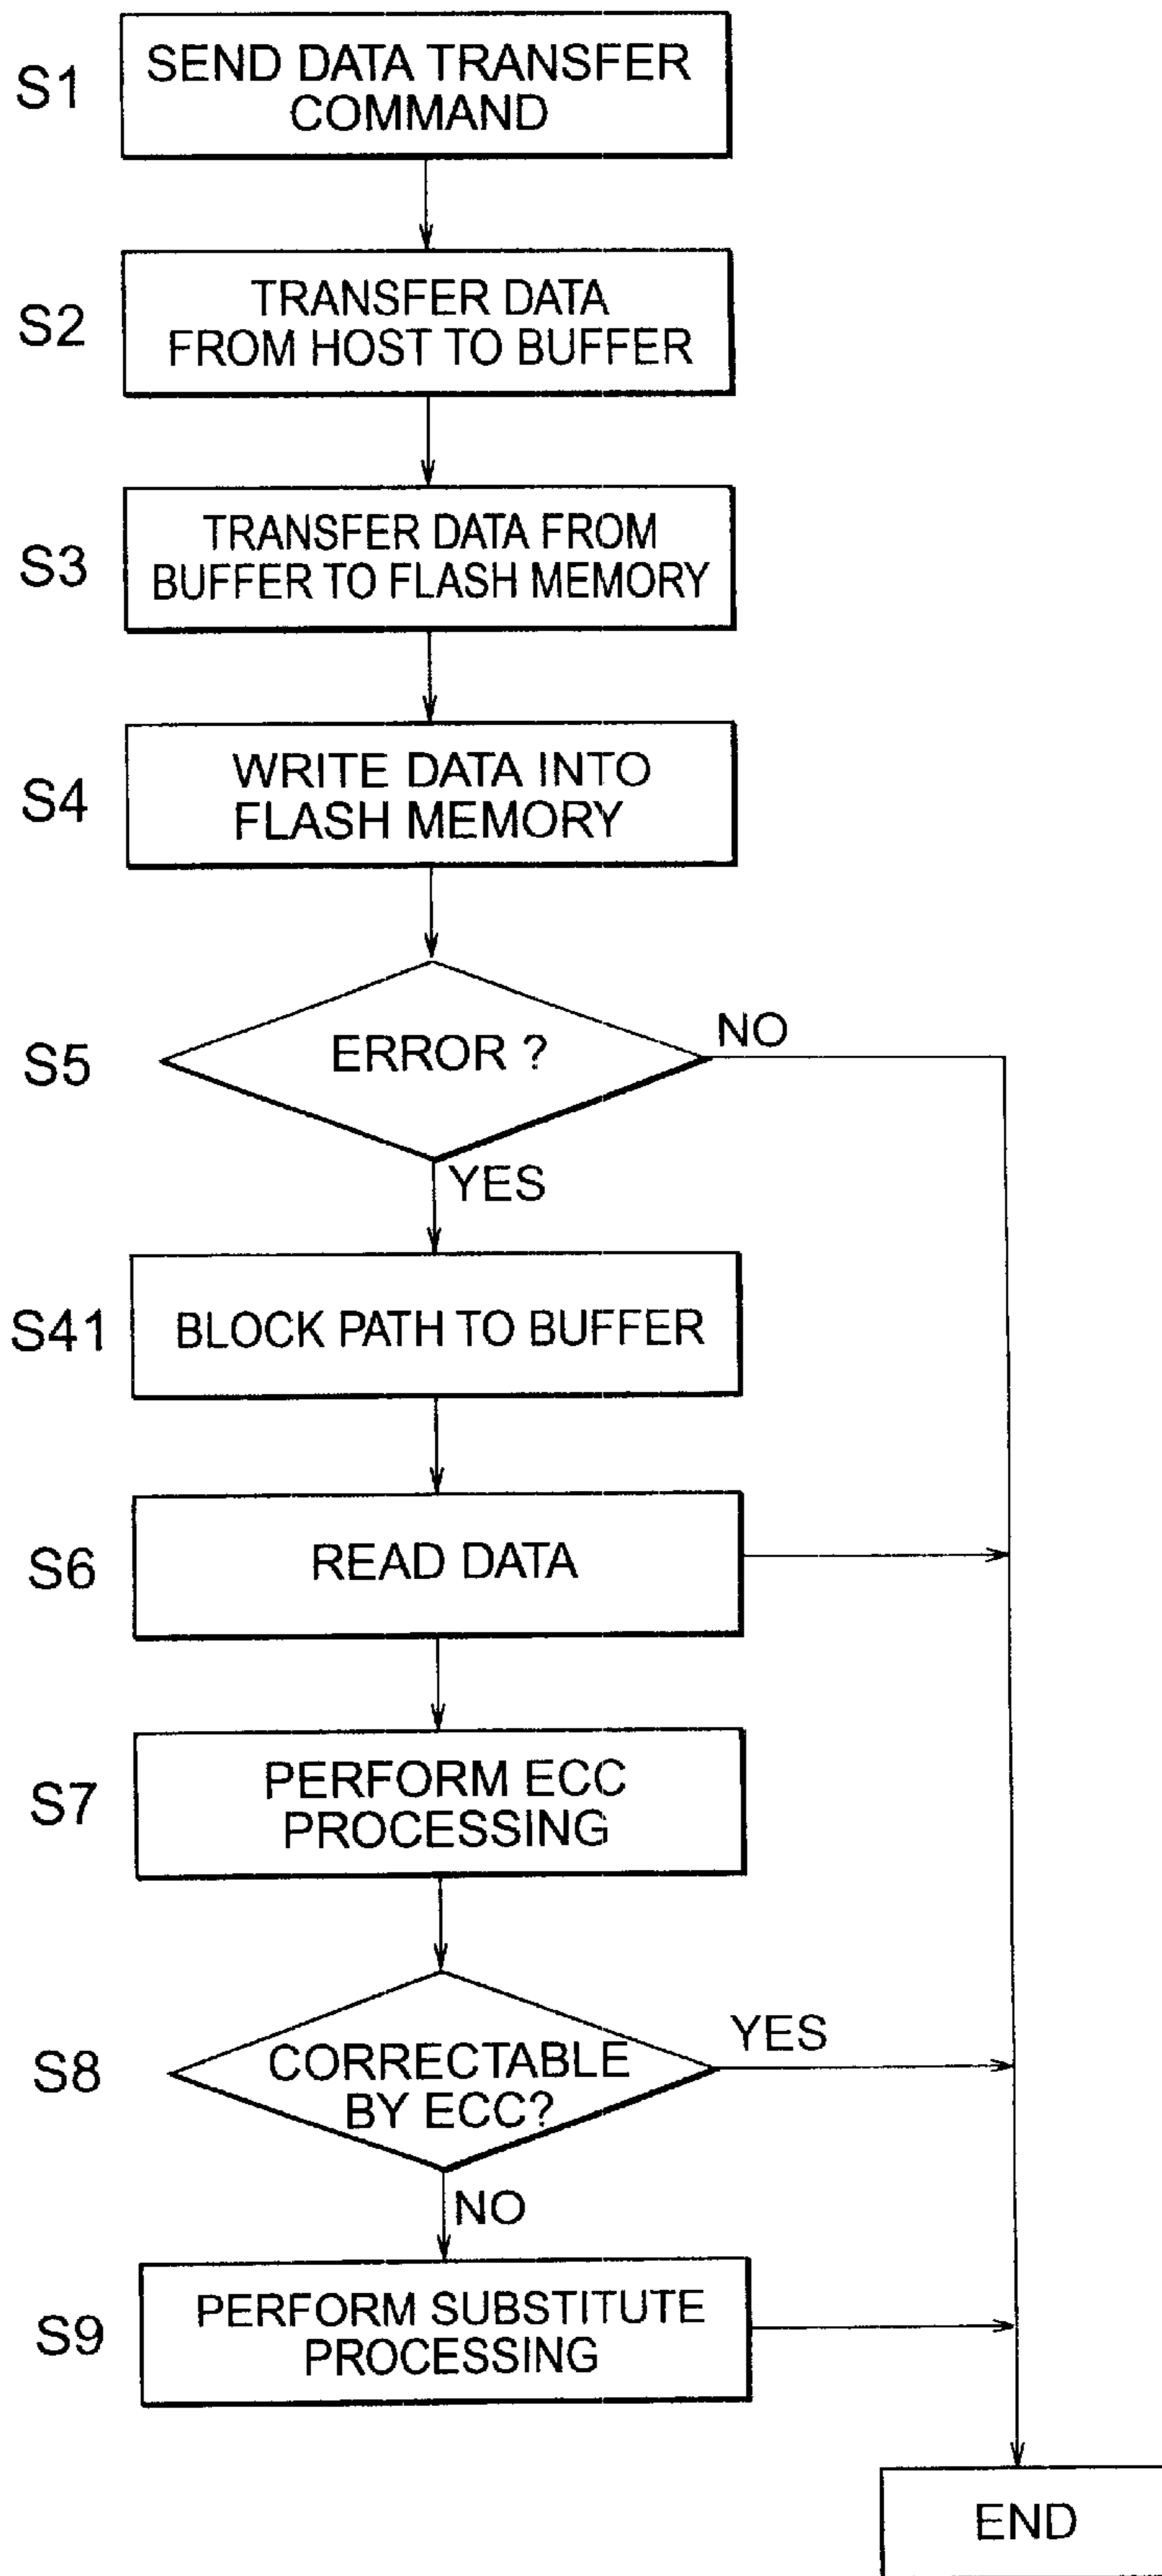 S1
SEND DATA TRANSFER
COMMAND
S2
TRANSFER DATA
FROM HOST TO BUFFER
S3
TRANSFER DATA FROM
BUFFER TO FLASH MEMORY
S4
WRITE DATA INTO
FLASH MEMORY
S5
ERROR ?
NO
YES
S41
BLOCK PATH TO BUFFER
S6
READ DATA
S7
PERFORM ECC
PROCESSING
S8
CORRECTABLE
BY ECC?
YES
NO
S9
PERFORM SUBSTITUTE
PROCESSING
END